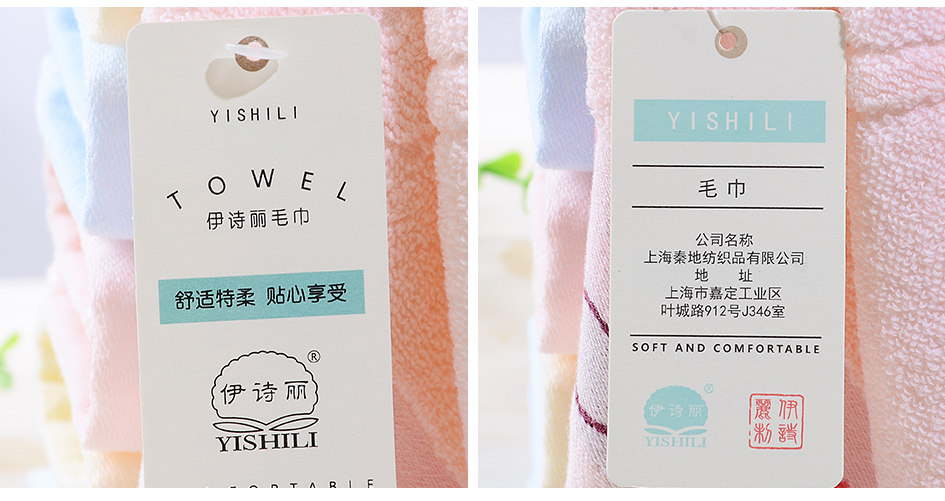 YISHILI
TOWEL
伊诗丽毛巾
舒适特柔 贴心享受
®
伊诗丽
YISHILI
YISHILI
毛巾
公司名称
上海秦地纺织品有限公司
地 址
上海市嘉定工业区
叶城路912号J346室
SOFT AND COMFORTABLE
®
伊诗丽
YISHILI